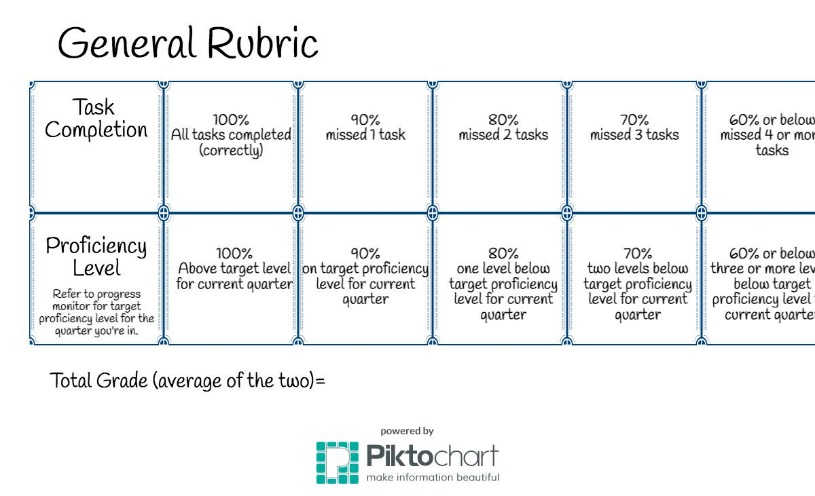 General Rubric
Task
Completion
100%
All tasks completed
(correctly)
90%
missed 1 task
80%
missed 2 tasks
70%
missed 3 tasks
60% or below
missed 4 or mor
tasks
Proficiency
Level
Refer to progress
monitor for target
proficiency level for the
quarter you're in.
100%
Above target level
for current quarter
90%
on target proficiency
level for current
quarter
80%
one level below
target proficiency
level for current
quarter
70%
two levels below
target proficiency
level for current
quarter
60% or below
three or more lev
below target
proficiency level
current quarte
Total Grade (average of the two)=
powered by
Piktochart
make information beautiful